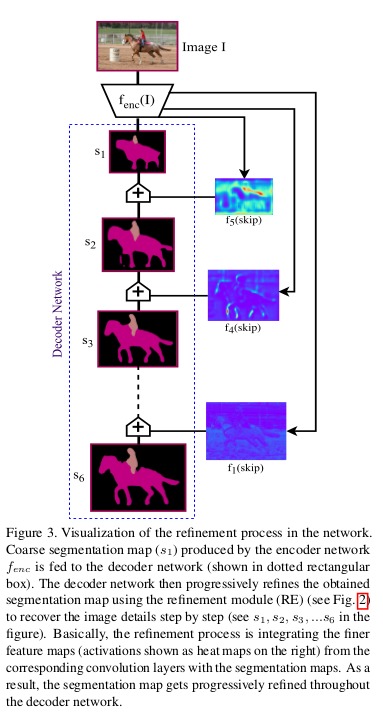 Image I
f_enc(I)
s_1
f_5(skip)
s_2
f_4(skip)
s_3
Decoder Network
f_1(skip)
s_6
Figure 3. Visualization of the refinement process in the network.
Coarse segmentation map (s_1) produced by the encoder network
f_enc is fed to the decoder network (shown in dotted rectangular
box). The decoder network then progressively refines the obtained
segmentation map using the refinement module (RE) (see Fig. 2)
to recover the image details step by step (see s_1, s_2, s_3, ...s_6 in the
figure). Basically, the refinement process is integrating the finer
feature maps (activations shown as heat maps on the right) from the
corresponding convolution layers with the segmentation maps. As a
result, the segmentation map gets progressively refined throughout
the decoder network.